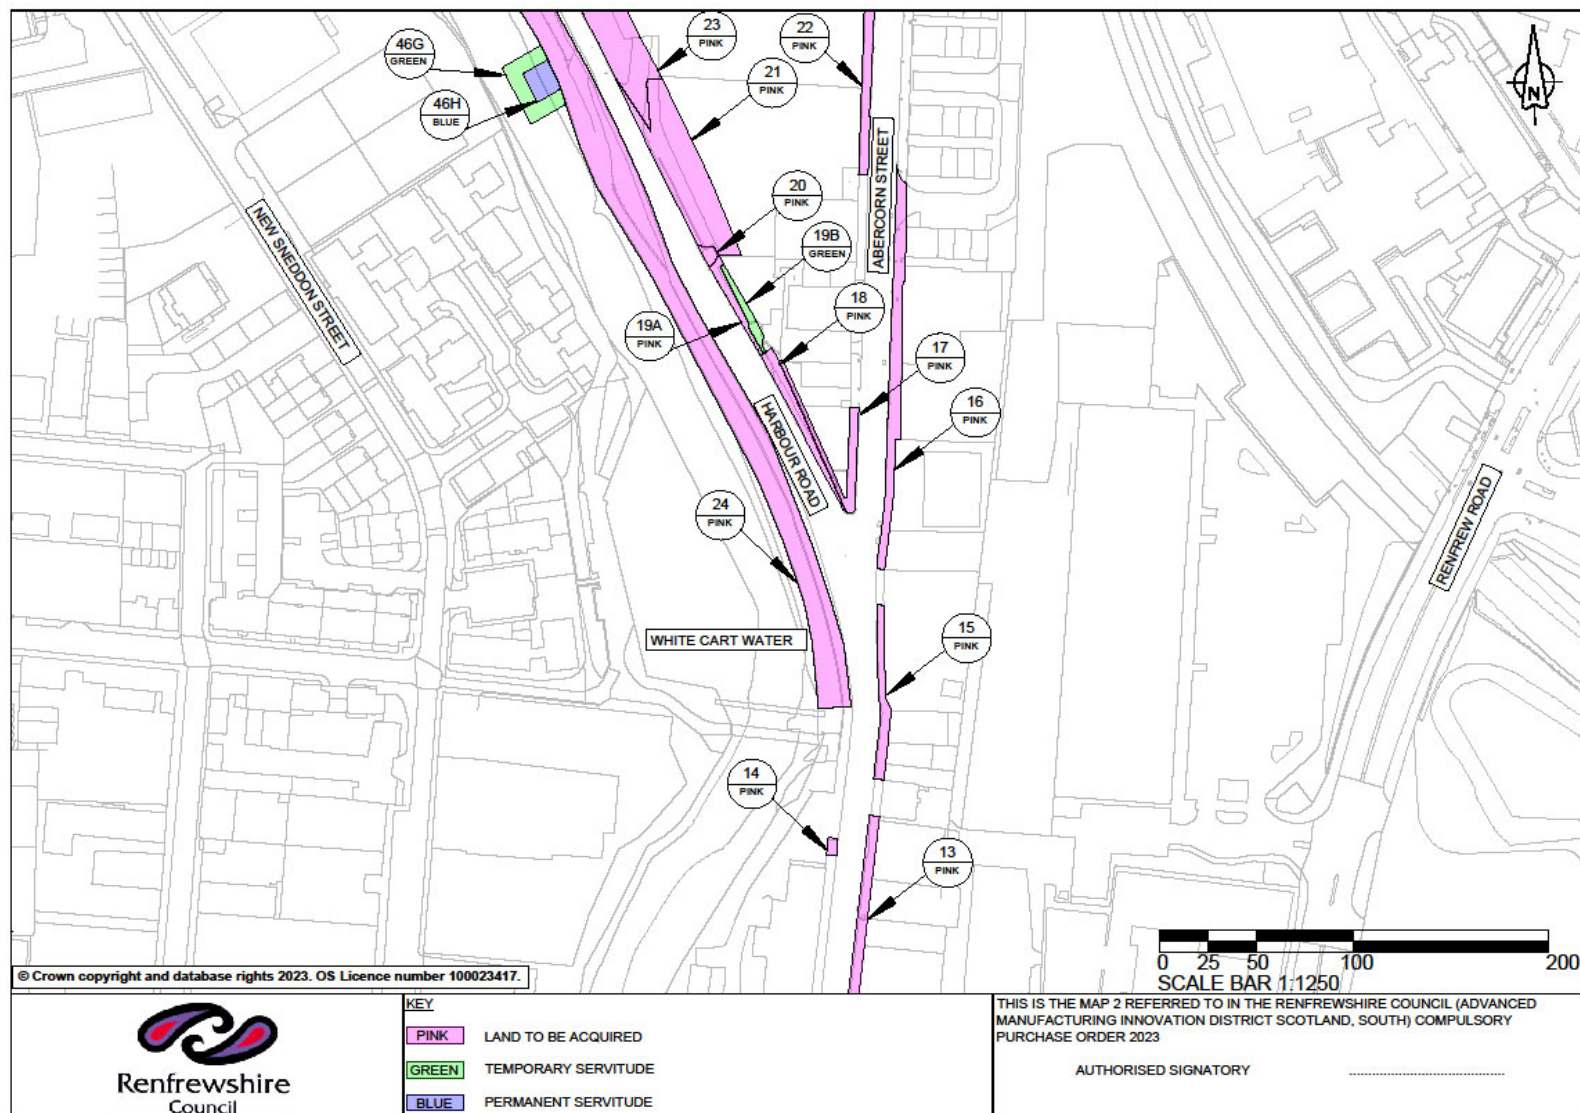 46G
GREEN
46H
BLUE
23
PINK
22
PINK
21
PINK
N
20
PINK
19B
GREEN
19A
PINK
18
PINK
17
PINK
16
PINK
24
PINK
15
PINK
14
PINK
13
PINK
NEW SNEDDON STREET
ABERCORN STREET
HARBOUR ROAD
RENFREW ROAD
WHITE CART WATER
0 25 50 100 200
SCALE BAR 1:1250
© Crown copyright and database rights 2023. OS Licence number 100023417.
Renfrewshire
Council
KEY
PINK LAND TO BE ACQUIRED
GREEN TEMPORARY SERVITUDE
BLUE PERMANENT SERVITUDE
THIS IS THE MAP 2 REFERRED TO IN THE RENFREWSHIRE COUNCIL (ADVANCED
MANUFACTURING INNOVATION DISTRICT SCOTLAND, SOUTH) COMPULSORY
PURCHASE ORDER 2023
AUTHORISED SIGNATORY ..........................................